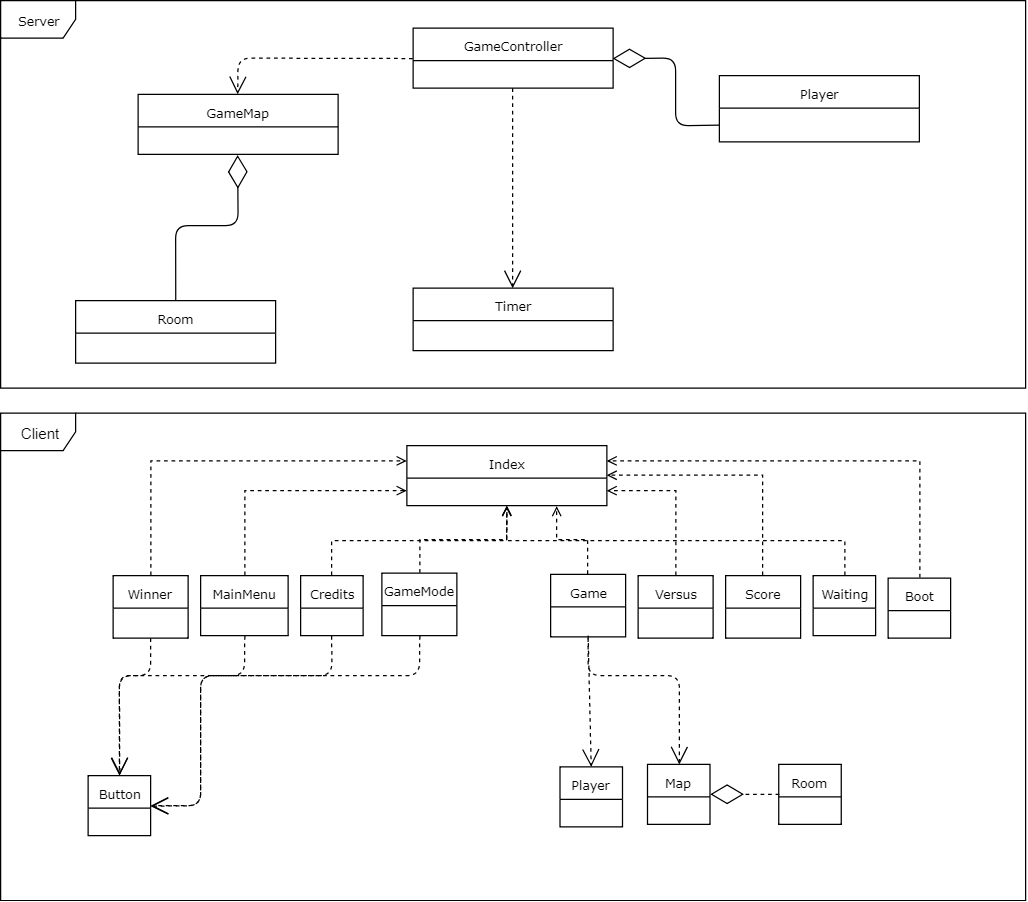 Server
GameController
Player
GameMap
Room
Timer
Client
Index
Winner
MainMenu
Credits
GameMode
Game
Versus
Score
Waiting
Boot
Button
Player
Map
Room